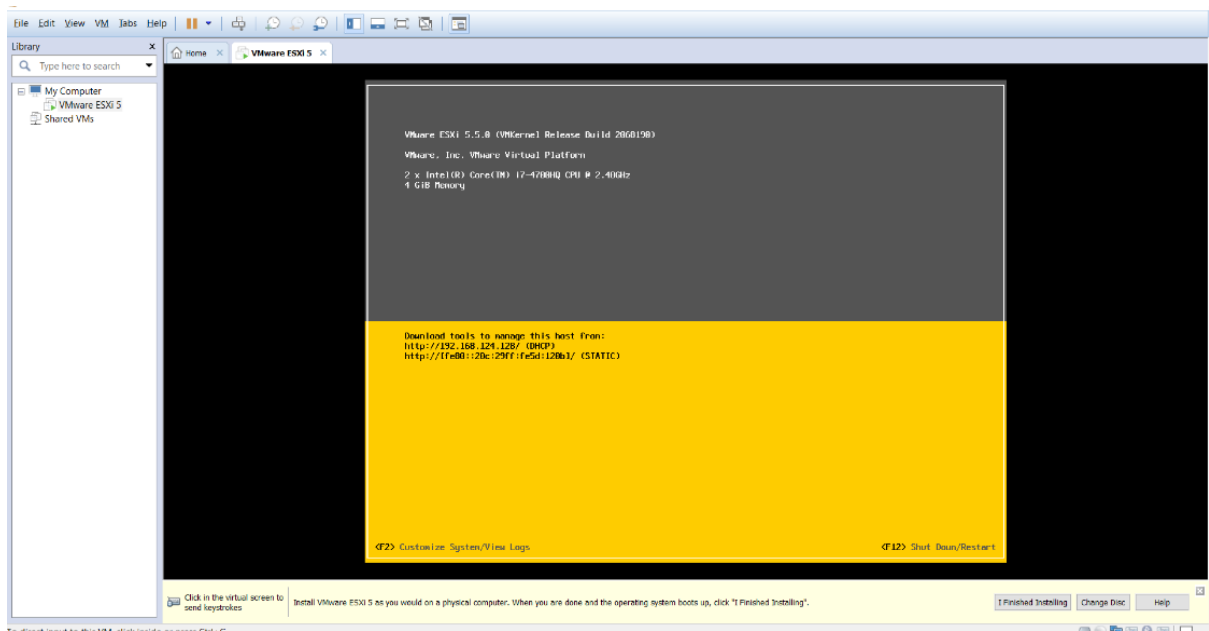 File Edit View VM Tabs Help
Library x
Home × VMware ESXi 5 ×
Type here to search
My Computer
VMware ESXi 5
Shared VMs
VMware ESXi 5.5.0 (VMKernel Release Build 2068190)
VMware, Inc. VMware Virtual Platform
2 x Intel(R) Core(TM) i7-4700HQ CPU @ 2.40GHz
4 GiB Memory
Download tools to manage this host from:
http://192.168.124.128/ (DHCP)
http://[fe80::20c:29ff:fe5d:120b]/ (STATIC)
<F2> Customize System/View Logs
<F12> Shut Down/Restart
Click in the virtual screen to
send keystrokes
Install VMware ESXi 5 as you would on a physical computer. When you are done and the operating system boots up, click "I Finished Installing".
I Finished Installing Change Disc Help